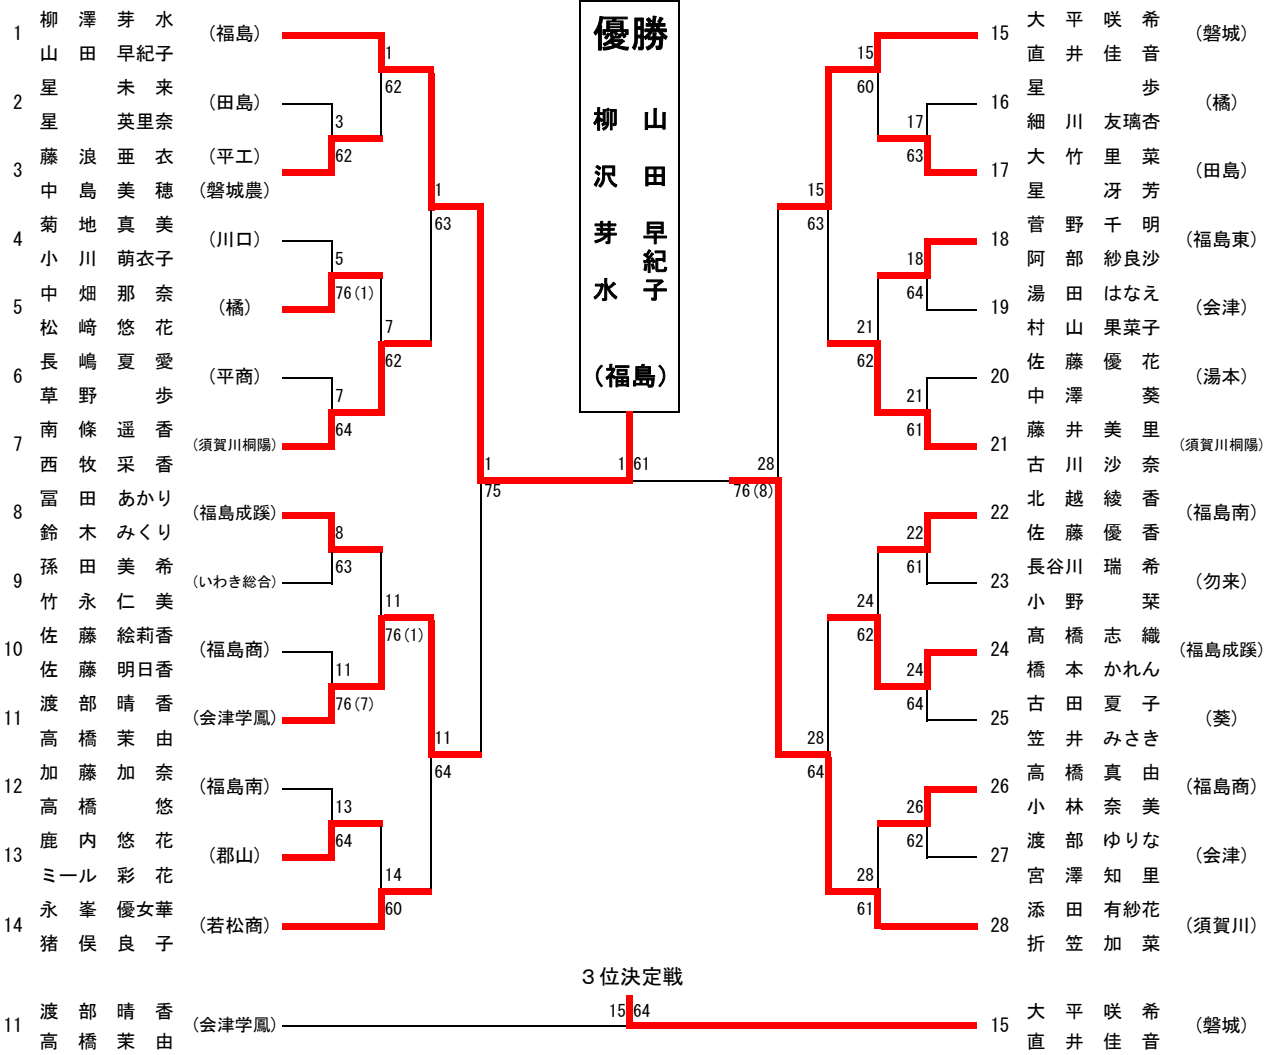 優勝
柳沢芽水
山田早紀子
（福島）
1 柳澤芽水 （福島）
山田早紀子
2 星未来 （田島）
星英里奈
3 藤浪亜衣 （平工）
中島美穂 （磐城農）
4 菊地真美 （川口）
小川萌衣子
5 中畑那奈 （橘）
松﨑悠花
6 長嶋夏愛 （平商）
草野歩
7 南條遥香 （須賀川桐陽）
西牧采香
8 冨田あかり （福島成蹊）
鈴木みくり
9 孫田美希 （いわき総合）
竹永仁美
10 佐藤絵莉香 （福島商）
佐藤明日香
11 渡部晴香 （会津学鳳）
高橋茉由
12 加藤加奈 （福島南）
高橋悠
13 鹿内悠花 （郡山）
ミール彩花
14 永峯優女華 （若松商）
猪俣良子
1
62
3
62
1
63
5
76(1)
7
62
7
64
1
75
8
63
11
76(1)
11
76(7)
11
64
13
64
14
60
1 61
15 大平咲希 （磐城）
直井佳音
16 星歩 （橘）
細川友璃杏
17 大竹里菜 （田島）
星冴芳
18 菅野千明 （福島東）
阿部紗良沙
19 湯田はなえ （会津）
村山果菜子
20 佐藤優花 （湯本）
中澤葵
21 藤井美里 （須賀川桐陽）
古川沙奈
22 北越綾香 （福島南）
佐藤優香
23 長谷川瑞希 （勿来）
小野栞
24 髙橋志織 （福島成蹊）
橋本かれん
25 古田夏子 （葵）
笠井みさき
26 高橋真由 （福島商）
小林奈美
27 渡部ゆりな （会津）
宮澤知里
28 添田有紗花 （須賀川）
折笠加菜
15
60
17
63
15
63
18
64
21
62
21
61
28
76(8)
22
61
24
62
24
64
28
64
26
62
28
61
３位決定戦
11 渡部晴香 （会津学鳳）
高橋茉由
15 64
15 大平咲希 （磐城）
直井佳音